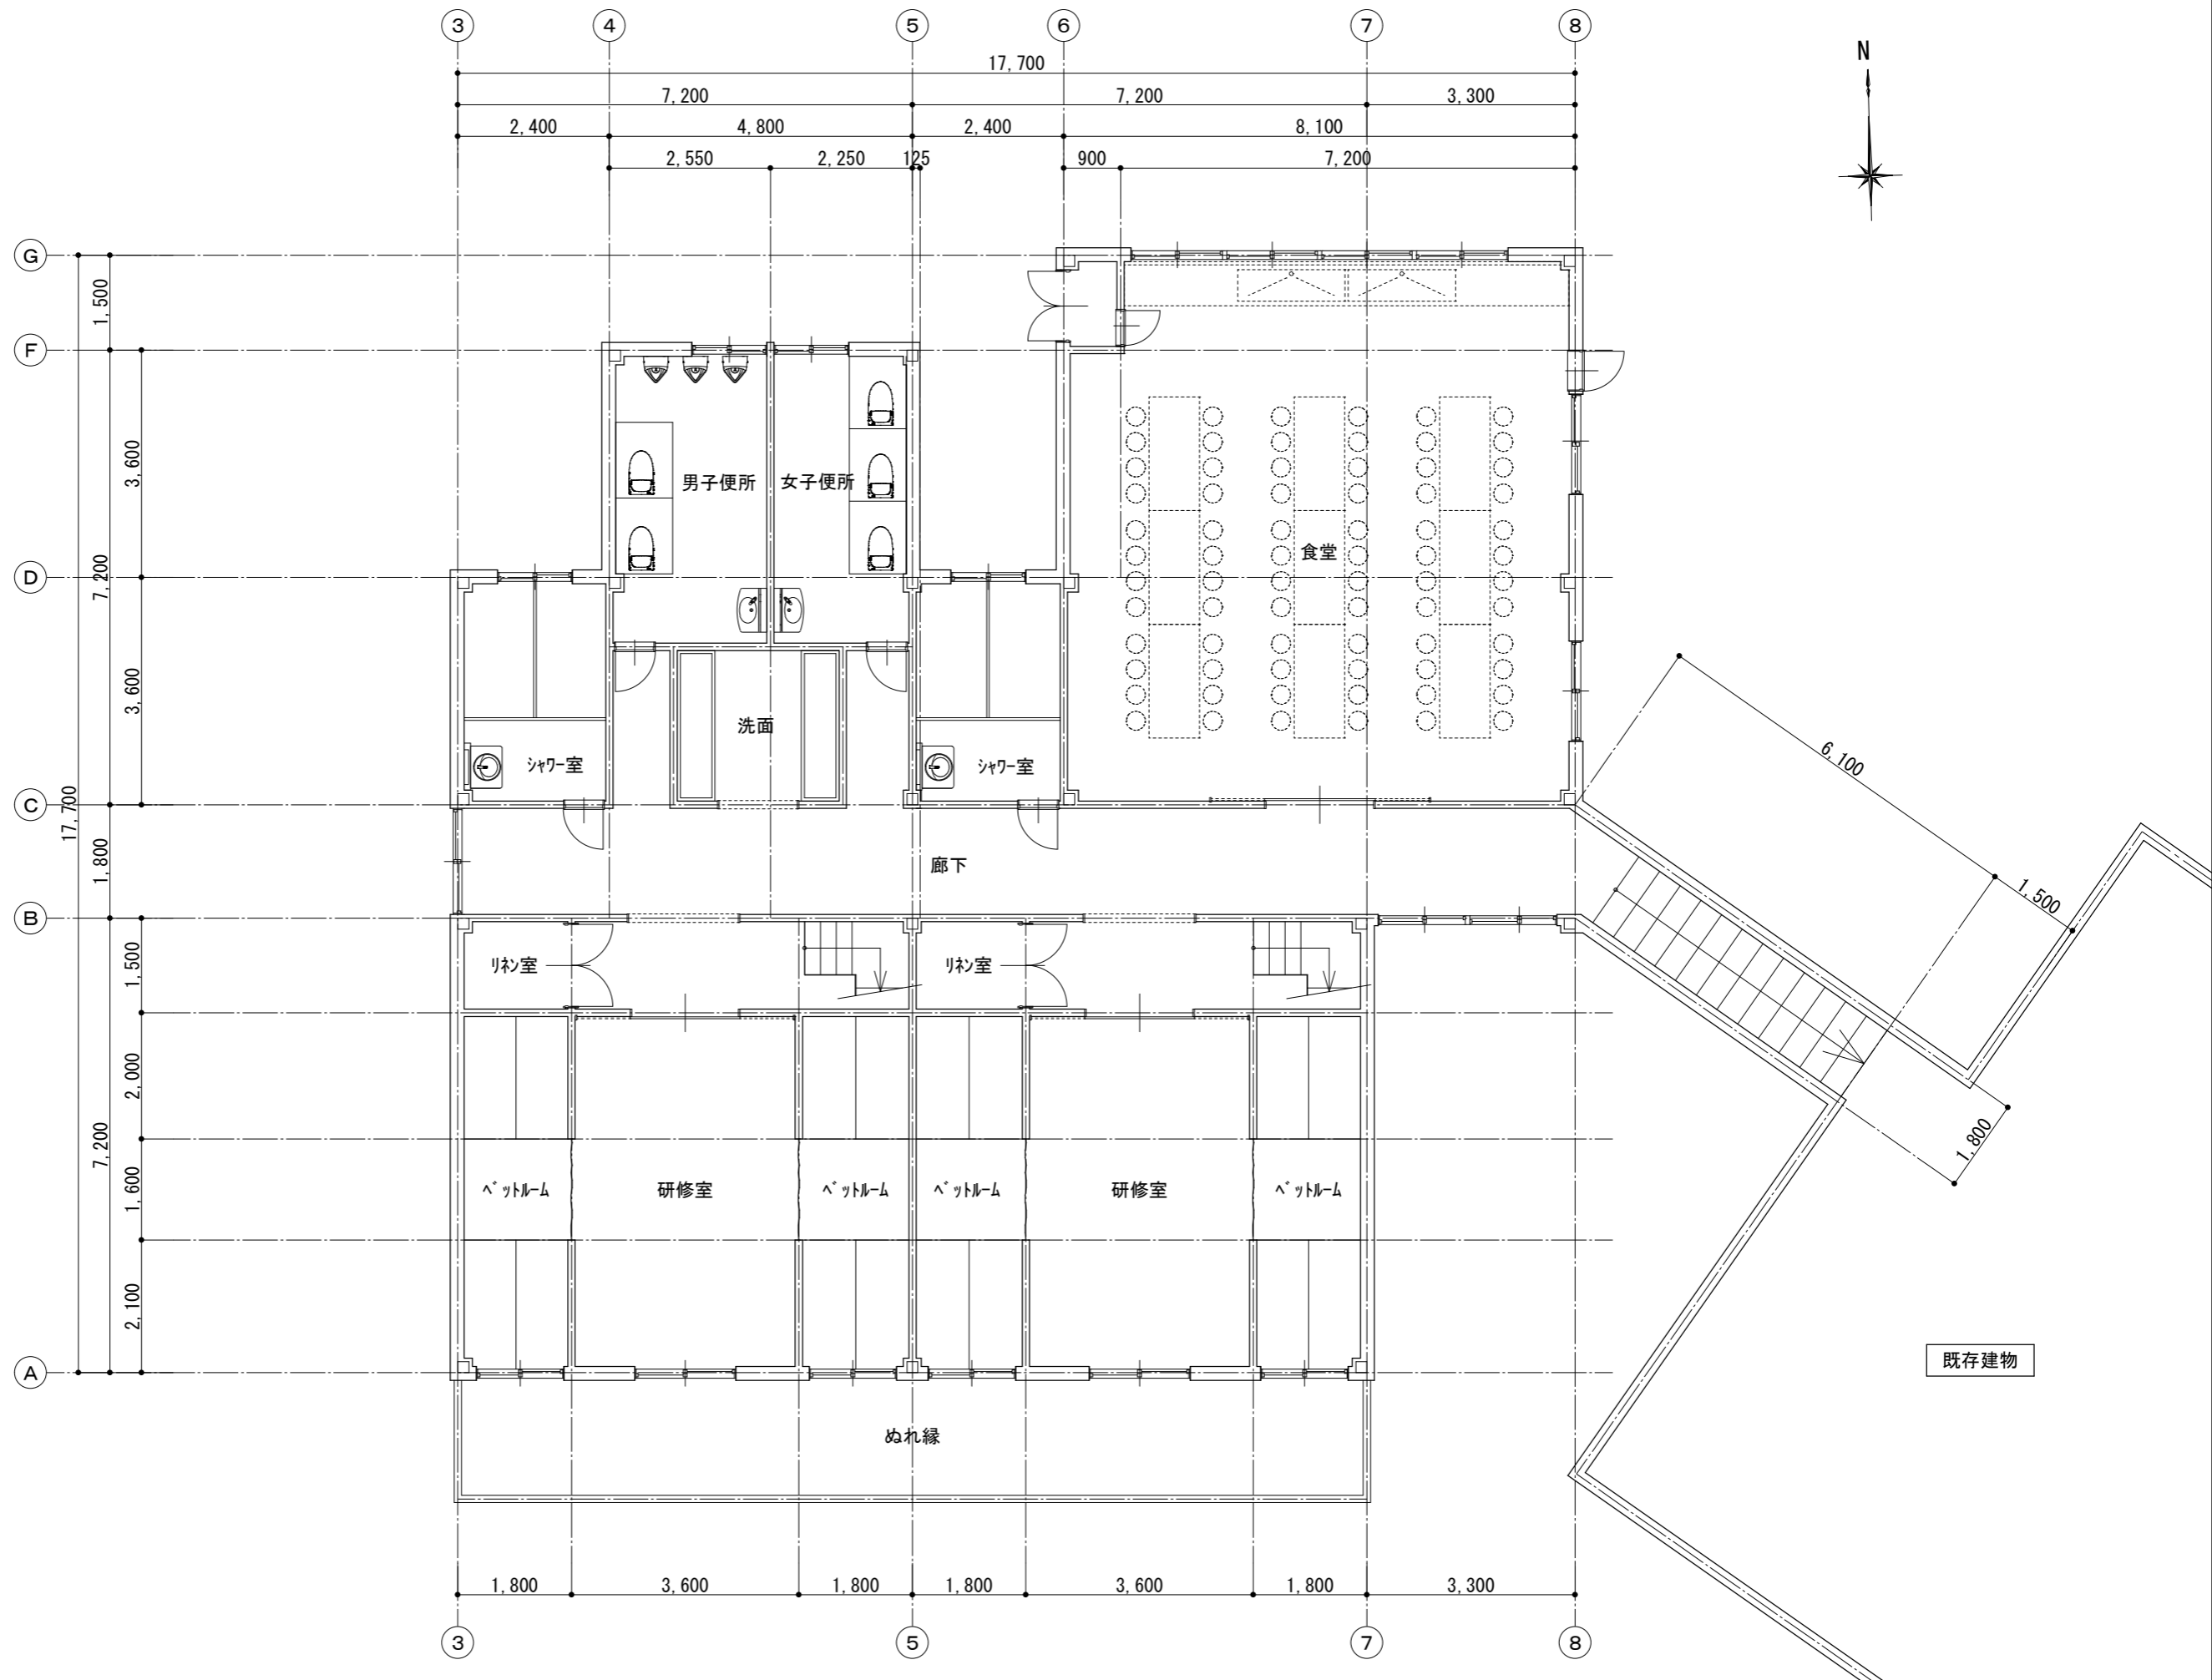 3 4 5 6 7 8
N
17,700
7,200 7,200 3,300
2,400 4,800 2,400 8,100
2,550 2,250 125 900 7,200
G
1,500
F
3,600
男子便所 女子便所
食堂
D
7,200
3,600
洗面
シャワー室 シャワー室
6,100
C
17,700
1,800
廊下
1,500
B
1,500
リネン室 リネン室
2,000
1,800
7,200
1,600
ベットルーム 研修室 ベットルーム ベットルーム 研修室 ベットルーム
2,100
既存建物
A
ぬれ縁
1,800 3,600 1,800 1,800 3,600 1,800 3,300
3 5 7 8